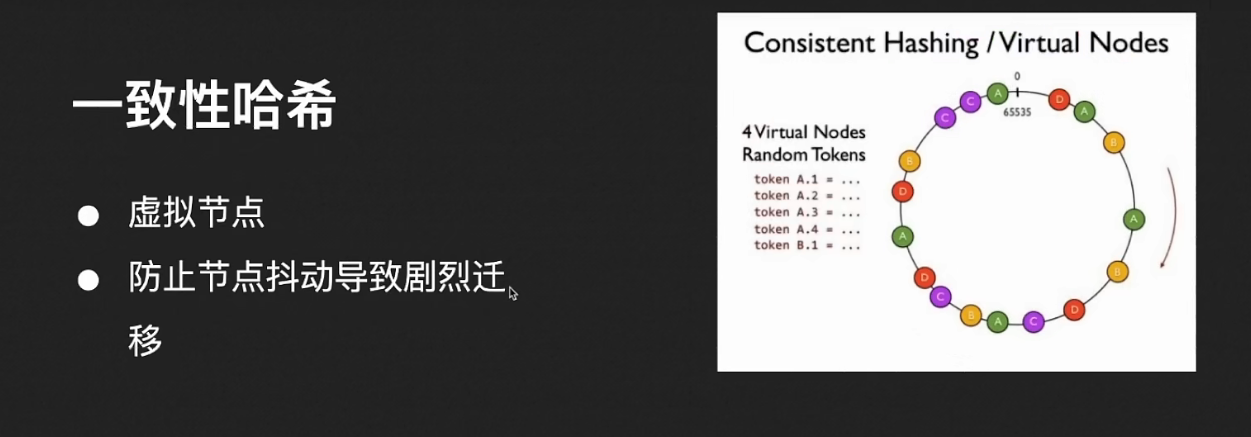 一致性哈希
虚拟节点
防止节点抖动导致剧烈迁
移
Consistent Hashing / Virtual Nodes
4 Virtual Nodes
Random Tokens
token A.1 = ...
token A.2 = ...
token A.3 = ...
token A.4 = ...
token B.1 = ...
0
65535
D
A
B
A
B
D
C
A
B
C
D
A
D
B
C
C
A